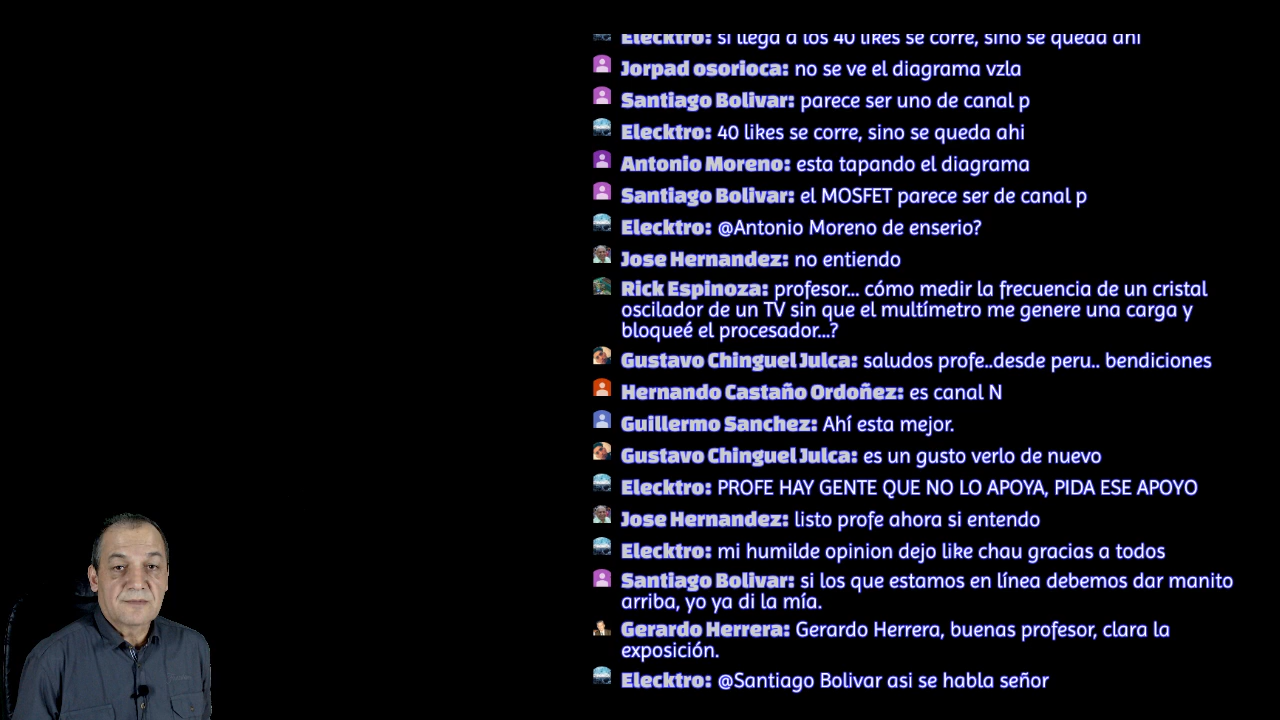 Elecktro: si llega a los 40 likes se corre, sino se queda ahi
Jorpad osorioca: no se ve el diagrama vzla
Santiago Bolivar: parece ser uno de canal p
Elecktro: 40 likes se corre, sino se queda ahi
Antonio Moreno: esta tapando el diagrama
Santiago Bolivar: el MOSFET parece ser de canal p
Elecktro: @Antonio Moreno de enserio?
Jose Hernandez: no entiendo
Rick Espinoza: profesor... cómo medir la frecuencia de un cristal
oscilador de un TV sin que el multímetro me genere una carga y
bloqueé el procesador...?
Gustavo Chinguel Julca: saludos profe..desde peru.. bendiciones
Hernando Castaño Ordoñez: es canal N
Guillermo Sanchez: Ahí esta mejor.
Gustavo Chinguel Julca: es un gusto verlo de nuevo
Elecktro: PROFE HAY GENTE QUE NO LO APOYA, PIDA ESE APOYO
Jose Hernandez: listo profe ahora si entendo
Elecktro: mi humilde opinion dejo like chau gracias a todos
Santiago Bolivar: si los que estamos en línea debemos dar manito
arriba, yo ya di la mía.
Gerardo Herrera: Gerardo Herrera, buenas profesor, clara la
exposición.
Elecktro: @Santiago Bolivar asi se habla señor